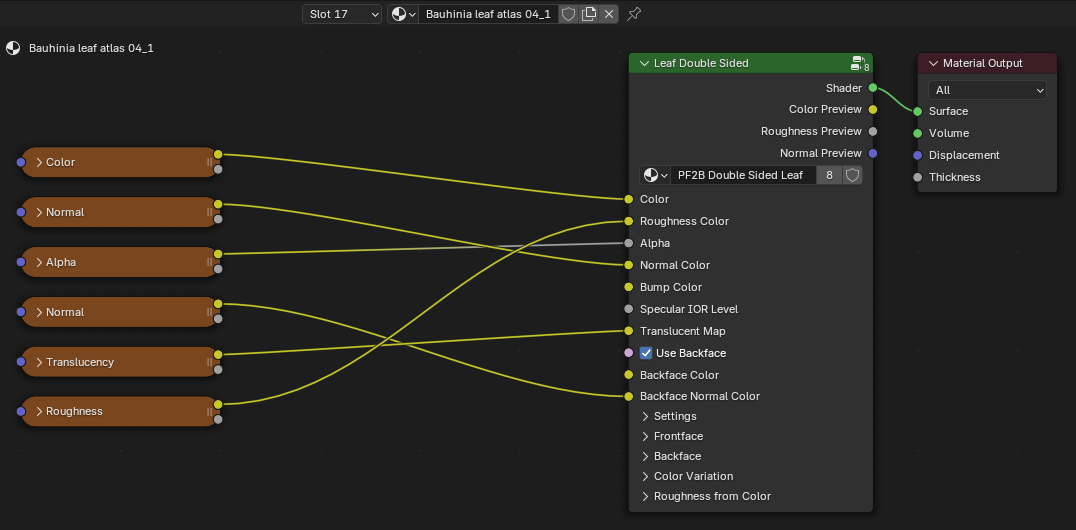 Slot 17
Bauhinia leaf atlas 04_1
Bauhinia leaf atlas 04_1
Color
Normal
Alpha
Normal
Translucency
Roughness
Leaf Double Sided
8
Shader
Color Preview
Roughness Preview
Normal Preview
PF2B Double Sided Leaf 8
Color
Roughness Color
Alpha
Normal Color
Bump Color
Specular IOR Level
Translucent Map
Use Backface
Backface Color
Backface Normal Color
Settings
Frontface
Backface
Color Variation
Roughness from Color
Material Output
All
Surface
Volume
Displacement
Thickness